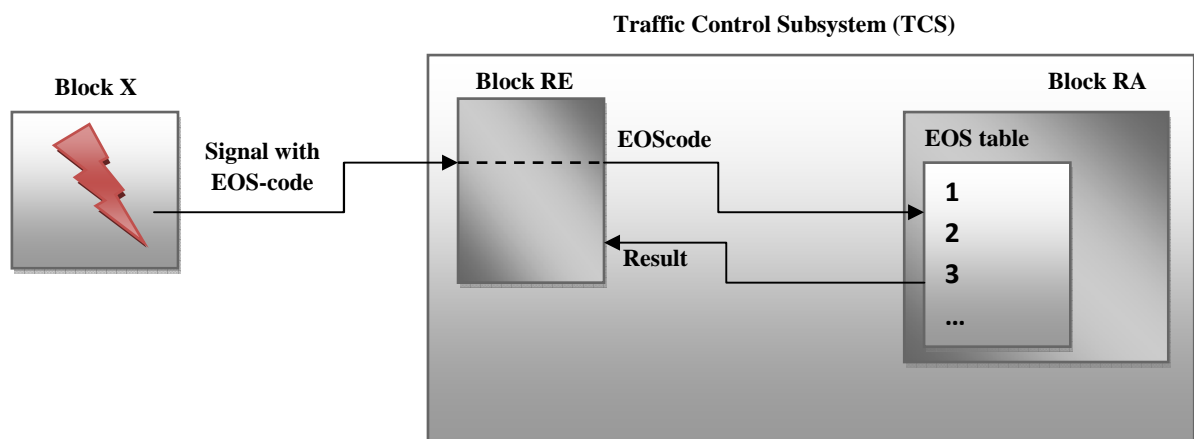 Traffic Control Subsystem (TCS)
Block X
Block RE
Block RA
Signal with
EOS-code
EOScode
EOS table
1
2
3
...
Result